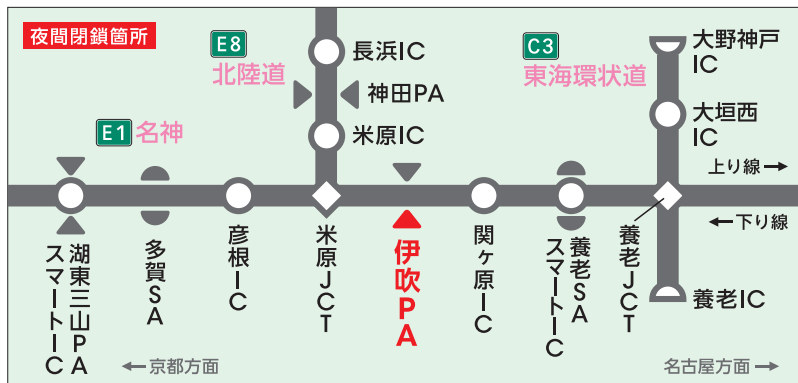 夜間閉鎖箇所
E8
北陸道
長浜IC
神田PA
米原IC
C3
東海環状道
大野神戸
IC
大垣西
IC
E1 名神
上り線→
←下り線
湖東三山PA
スマートIC
多賀SA
彦根IC
米原JCT
伊吹PA
関ヶ原IC
養老SA
スマートIC
養老JCT
養老IC
←京都方面
名古屋方面→